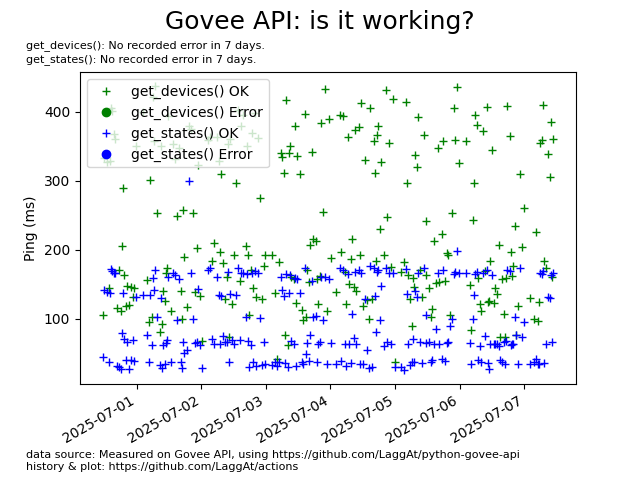 Govee API: is it working?
get_devices(): No recorded error in 7 days.
get_states(): No recorded error in 7 days.
get_devices() OK
get_devices() Error
get_states() OK
get_states() Error
Ping (ms)
400
300
200
100
2025-07-01
2025-07-02
2025-07-03
2025-07-04
2025-07-05
2025-07-06
2025-07-07
data source: Measured on Govee API, using https://github.com/LaggAt/python-govee-api
history & plot: https://github.com/LaggAt/actions